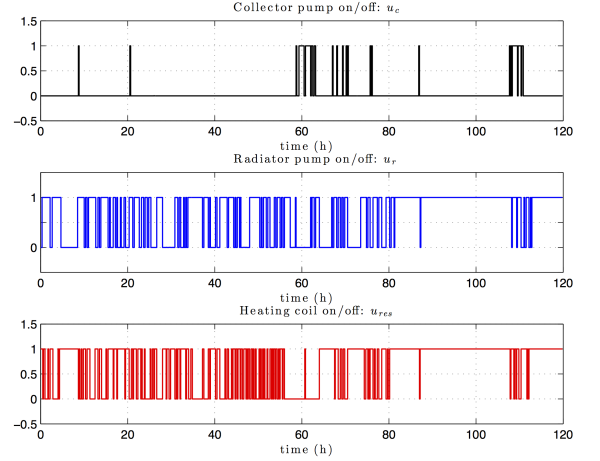 Collector pump on/off: u_c
1.5
1
0.5
0
−0.5
0 20 40 60 80 100 120
time (h)
Radiator pump on/off: u_r
1
0
0 20 40 60 80 100 120
time (h)
Heating coil on/off: u_rcs
1.5
1
0.5
0
−0.5
0 20 40 60 80 100 120
time (h)